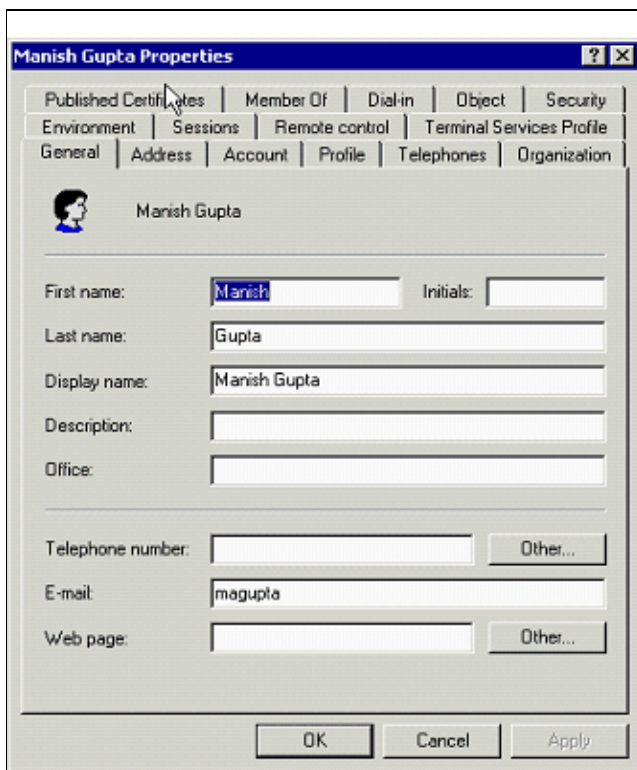 Manish Gupta Properties
Published Certificates Member Of Dial-in Object Security
Environment Sessions Remote control Terminal Services Profile
General Address Account Profile Telephones Organization
Manish Gupta
First name: Manish Initials:
Last name: Gupta
Display name: Manish Gupta
Description:
Office:
Telephone number: Other...
E-mail: magupta
Web page: Other...
OK Cancel Apply